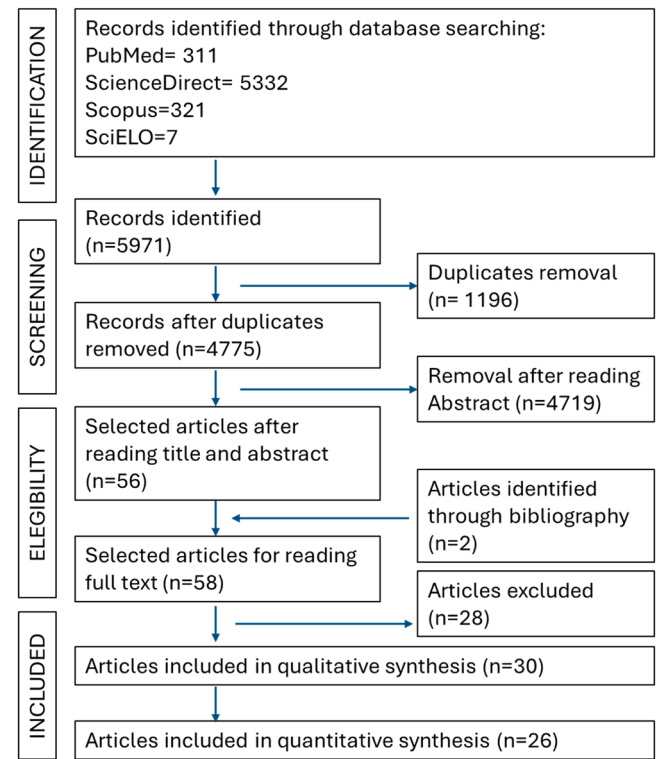 IDENTIFICATION
Records identified through database searching:
PubMed= 311
ScienceDirect= 5332
Scopus=321
SciELO=7
SCREENING
Records identified
(n=5971)
Duplicates removal
(n= 1196)
Records after duplicates
removed (n=4775)
Removal after reading
Abstract (n=4719)
ELEGIBILITY
Selected articles after
reading title and abstract
(n=56)
Articles identified
through bibliography
(n=2)
Selected articles for reading
full text (n=58)
Articles excluded
(n=28)
INCLUDED
Articles included in qualitative synthesis (n=30)
Articles included in quantitative synthesis (n=26)